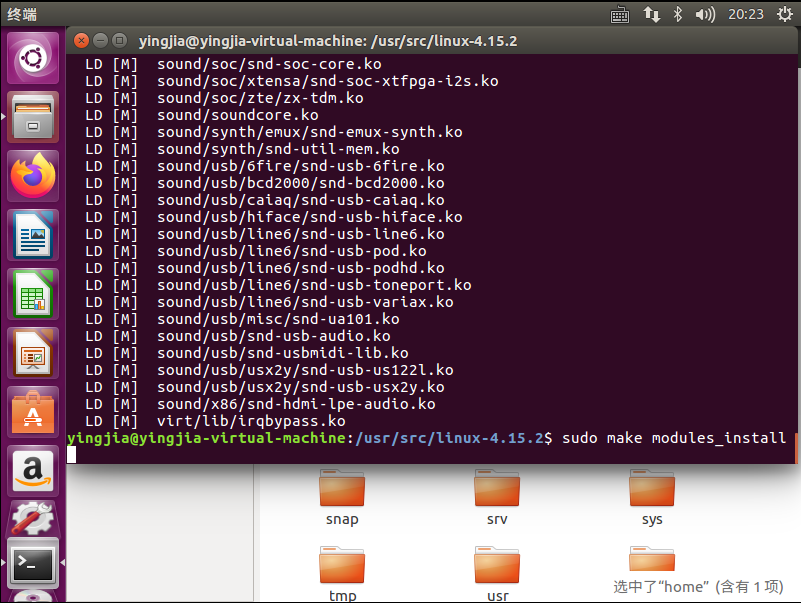 终端
20:23
yingjia@yingjia-virtual-machine: /usr/src/linux-4.15.2
LD [M]  sound/soc/snd-soc-core.ko
LD [M]  sound/soc/xtensa/snd-soc-xtfpga-i2s.ko
LD [M]  sound/soc/zte/zx-tdm.ko
LD [M]  sound/soundcore.ko
LD [M]  sound/synth/emux/snd-emux-synth.ko
LD [M]  sound/synth/snd-util-mem.ko
LD [M]  sound/usb/6fire/snd-usb-6fire.ko
LD [M]  sound/usb/bcd2000/snd-bcd2000.ko
LD [M]  sound/usb/caiaq/snd-usb-caiaq.ko
LD [M]  sound/usb/hiface/snd-usb-hiface.ko
LD [M]  sound/usb/line6/snd-usb-line6.ko
LD [M]  sound/usb/line6/snd-usb-pod.ko
LD [M]  sound/usb/line6/snd-usb-podhd.ko
LD [M]  sound/usb/line6/snd-usb-toneport.ko
LD [M]  sound/usb/line6/snd-usb-variax.ko
LD [M]  sound/usb/misc/snd-ua101.ko
LD [M]  sound/usb/snd-usb-audio.ko
LD [M]  sound/usb/snd-usbmidi-lib.ko
LD [M]  sound/usb/usx2y/snd-usb-us122l.ko
LD [M]  sound/usb/usx2y/snd-usb-usx2y.ko
LD [M]  sound/x86/snd-hdmi-lpe-audio.ko
LD [M]  virt/lib/irqbypass.ko
yingjia@yingjia-virtual-machine:/usr/src/linux-4.15.2$ sudo make modules_install
snap
srv
sys
tmp
usr
选中了“home” (含有 1 项)